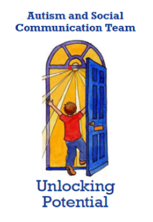 Autism and Social
Communication Team
Unlocking
Potential